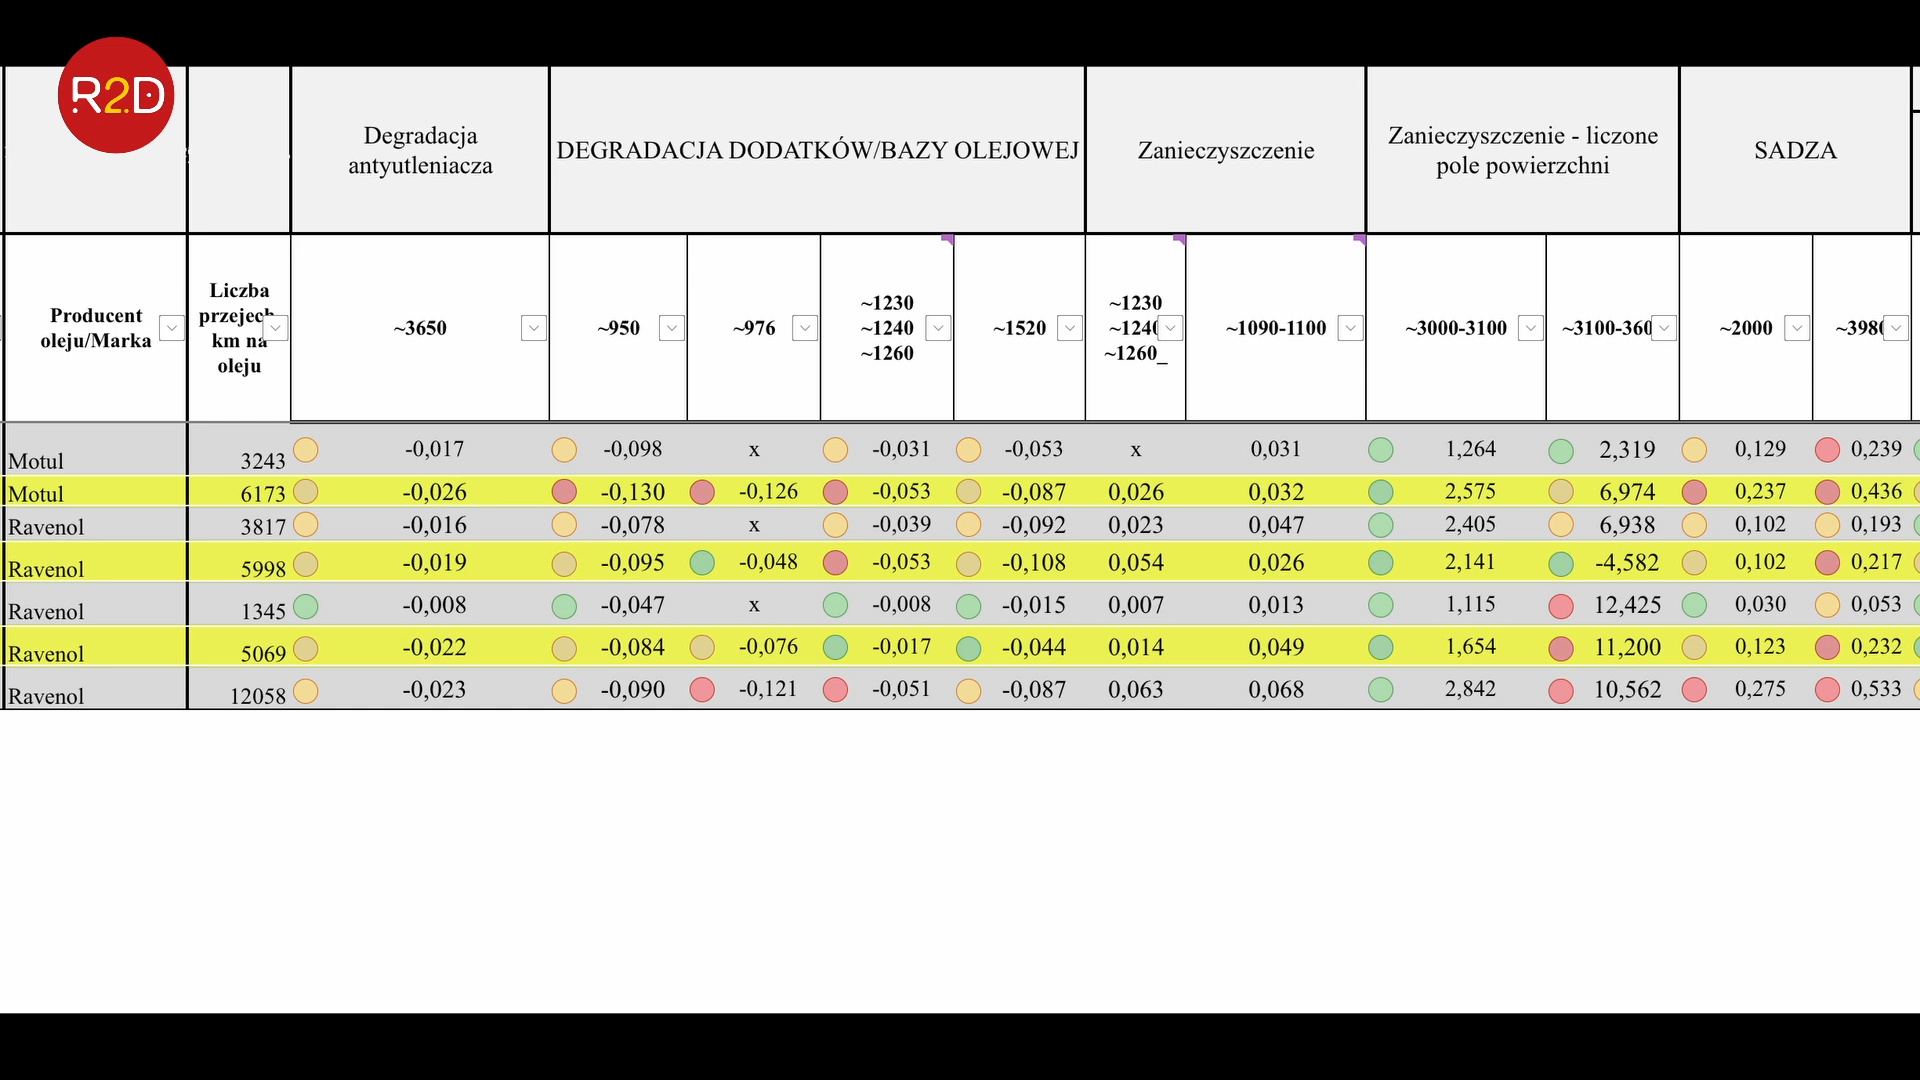 R2D
Degradacja
antyutleniacza
DEGRADACJA DODATKÓW/BAZY OLEJOWEJ
Zanieczyszczenie
Zanieczyszczenie - liczone
pole powierzchni
SADZA
Producent
oleju/Marka
Liczba
przejech
km na
oleju
~3650
~950
~976
~1230
~1240
~1260
~1520
~1230
~1240
~1260_
~1090-1100
~3000-3100
~3100-360
~2000
~3980
Motul 3243 -0,017 -0,098 x -0,031 -0,053 x 0,031 1,264 2,319 0,129 0,239
Motul 6173 -0,026 -0,130 -0,126 -0,053 -0,087 0,026 0,032 2,575 6,974 0,237 0,436
Ravenol 3817 -0,016 -0,078 x -0,039 -0,092 0,023 0,047 2,405 6,938 0,102 0,193
Ravenol 5998 -0,019 -0,095 -0,048 -0,053 -0,108 0,054 0,026 2,141 -4,582 0,102 0,217
Ravenol 1345 -0,008 -0,047 x -0,008 -0,015 0,007 0,013 1,115 12,425 0,030 0,053
Ravenol 5069 -0,022 -0,084 -0,076 -0,017 -0,044 0,014 0,049 1,654 11,200 0,123 0,232
Ravenol 12058 -0,023 -0,090 -0,121 -0,051 -0,087 0,063 0,068 2,842 10,562 0,275 0,533